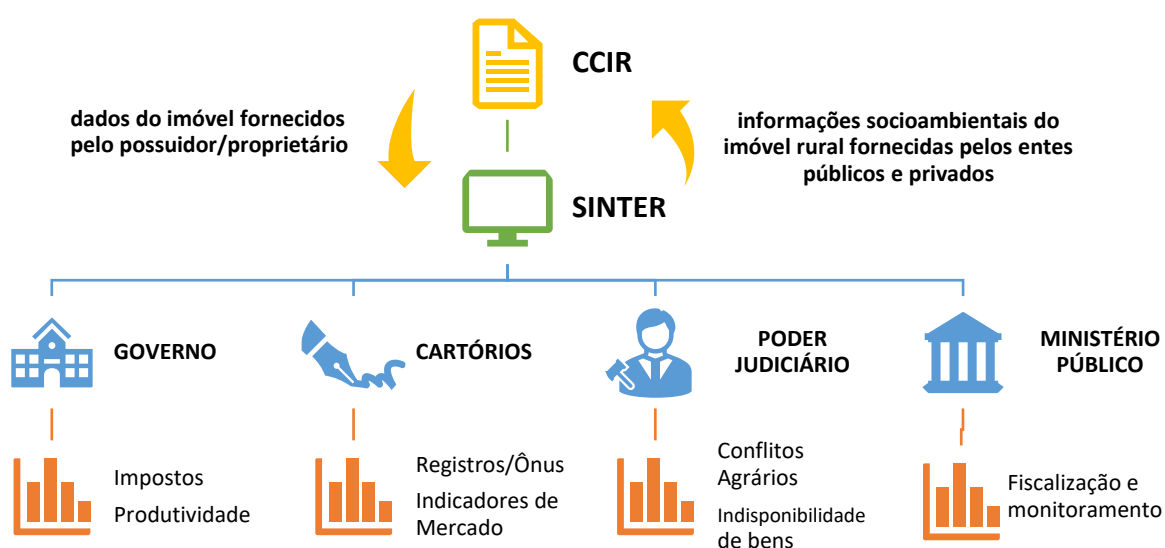 CCIR
dados do imóvel fornecidos
pelo possuidor/proprietário
informações socioambientais do
imóvel rural fornecidas pelos entes
públicos e privados
SINTER
GOVERNO
CARTÓRIOS
PODER
JUDICIÁRIO
MINISTÉRIO
PÚBLICO
Impostos
Produtividade
Registros/Ônus
Indicadores de
Mercado
Conflitos
Agrários
Indisponibilidade
de bens
Fiscalização e
monitoramento